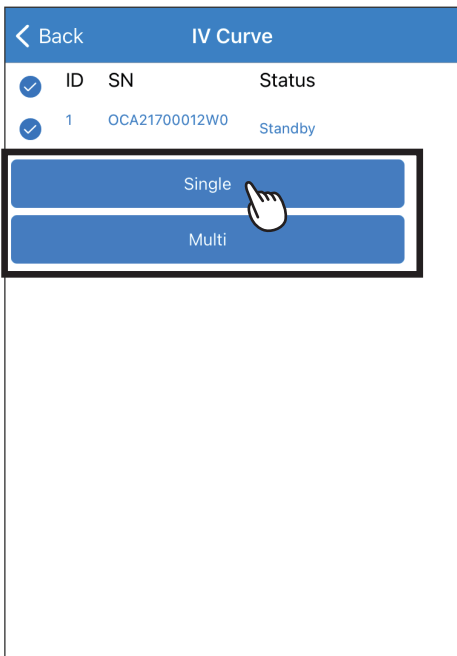 Back IV Curve
ID SN Status
1 OCA21700012W0 Standby
Single
Multi